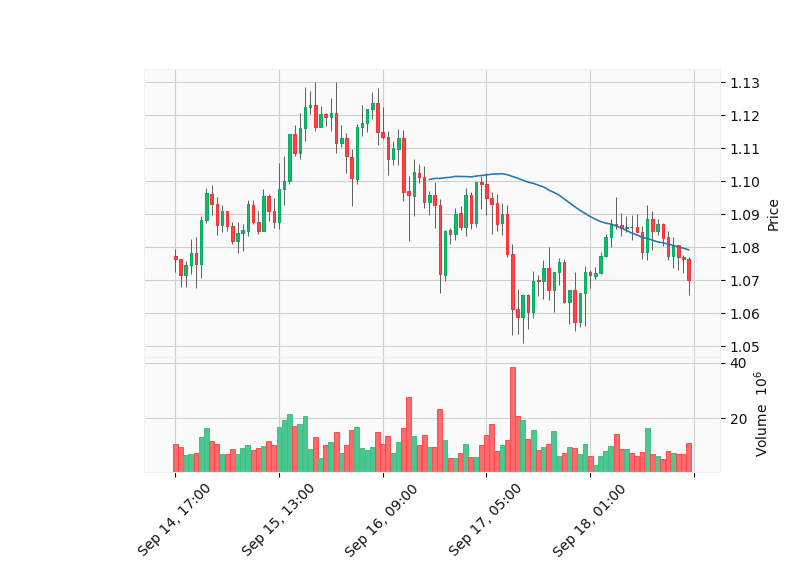 1.13
1.12
1.11
1.10
1.09
1.08
1.07
1.06
1.05
Price
40
20
Volume 10^6
Sep 14, 17:00
Sep 15, 13:00
Sep 16, 09:00
Sep 17, 05:00
Sep 18, 01:00